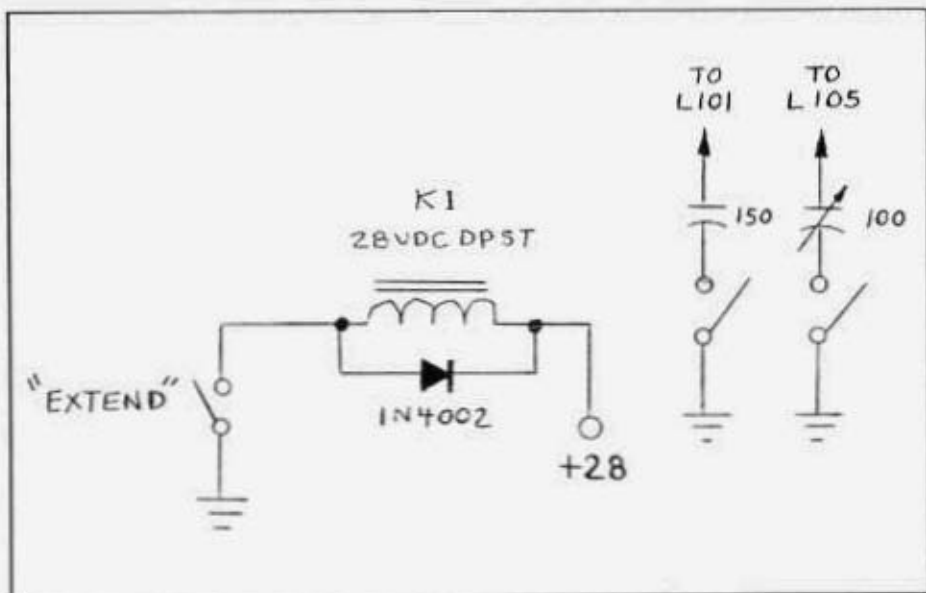 TO
L101
TO
L105
K1
28VDC DPST
150
100
"EXTEND"
1N4002
+28